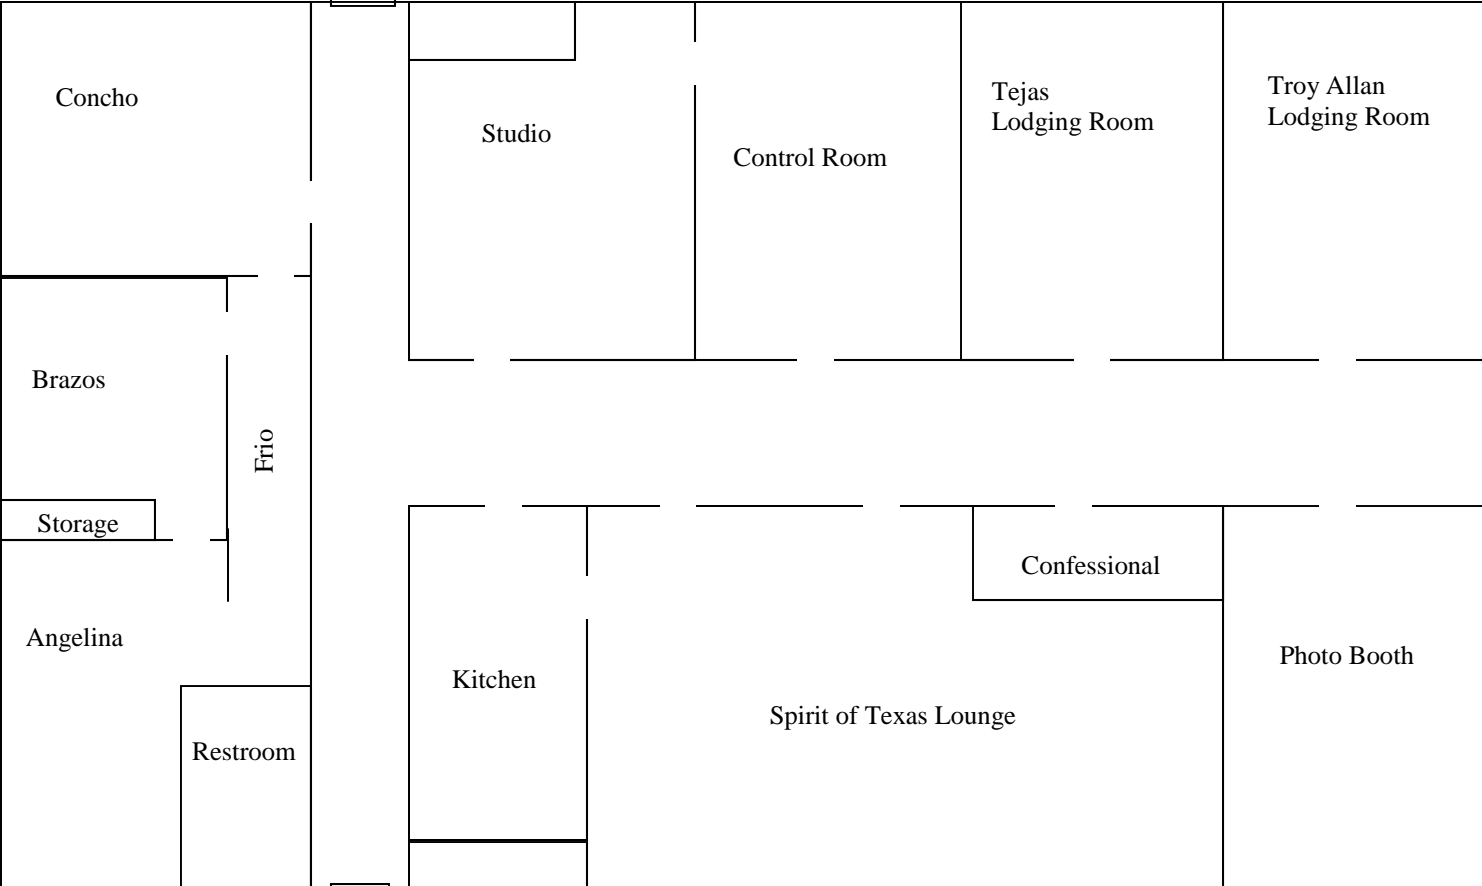 Concho
Studio
Control Room
Tejas
Lodging Room
Troy Allan
Lodging Room
Brazos
Frio
Storage
Angelina
Restroom
Kitchen
Confessional
Spirit of Texas Lounge
Photo Booth